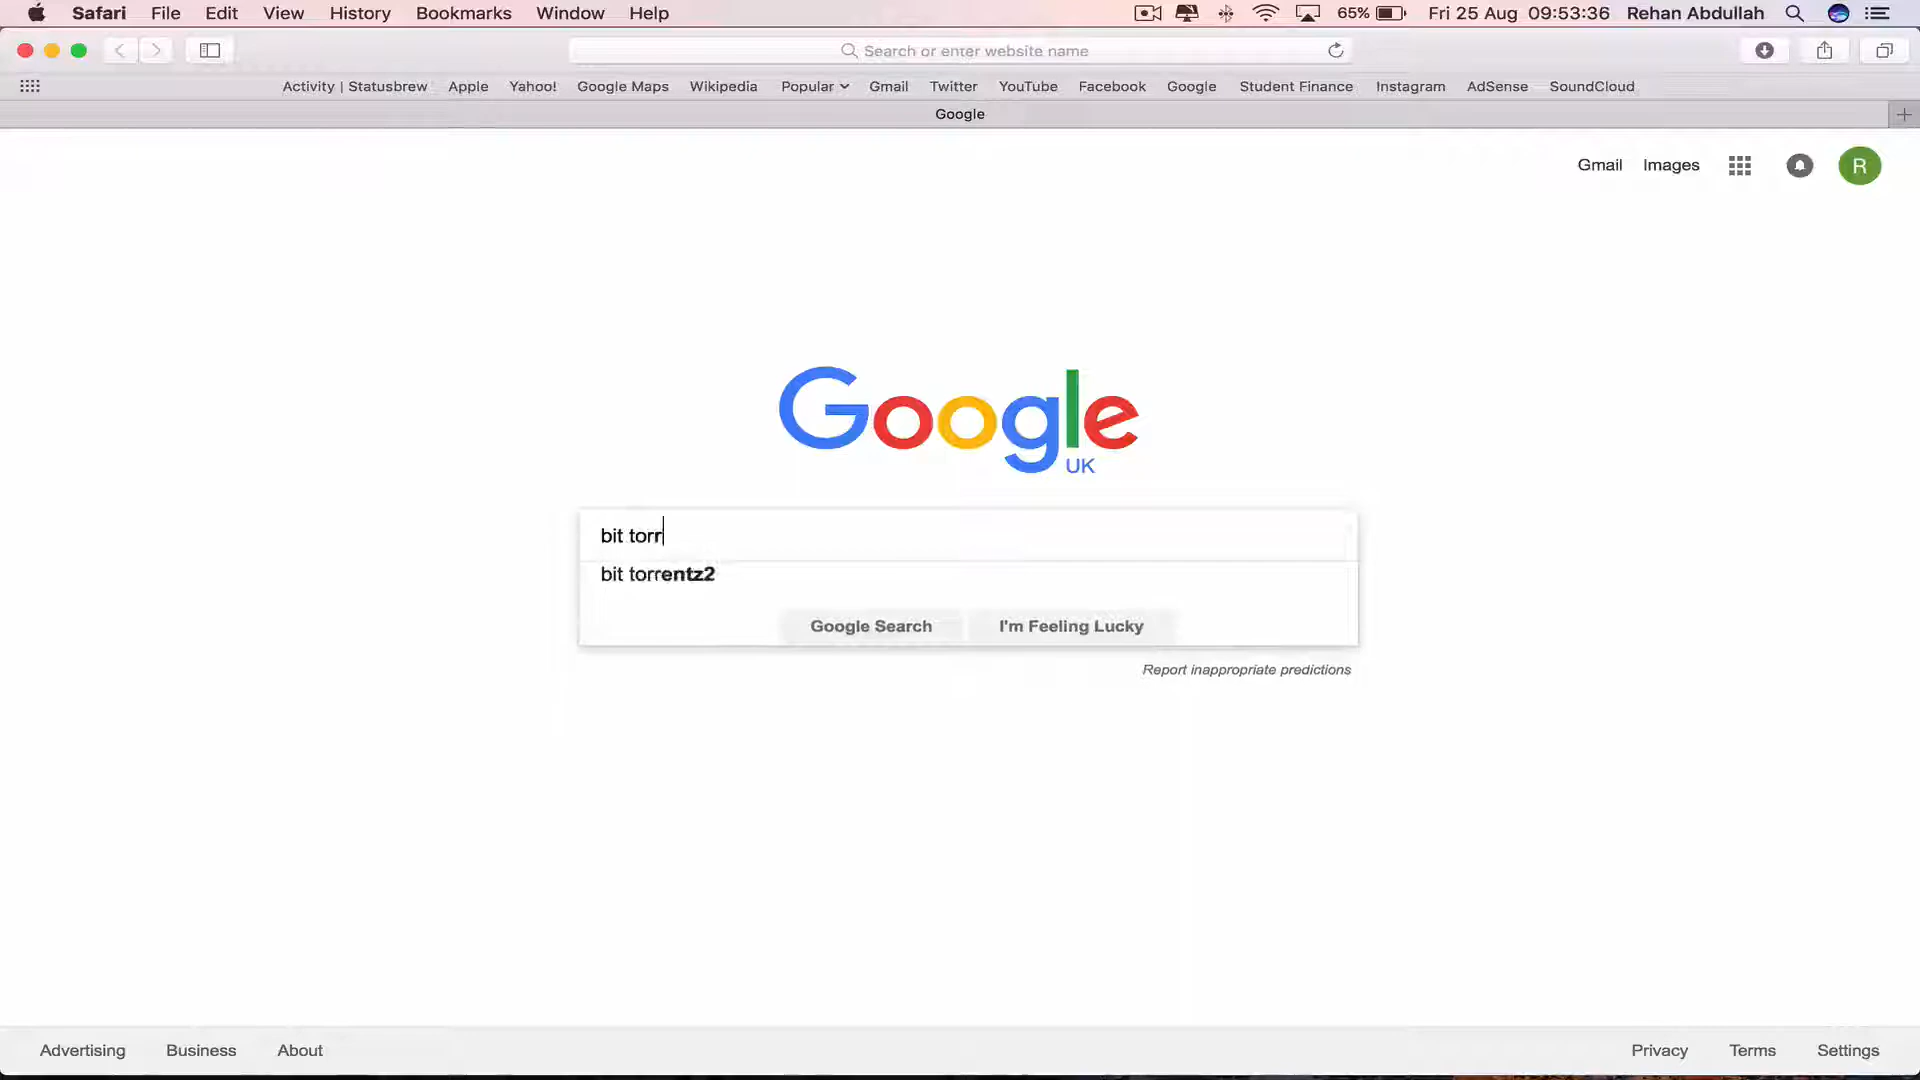 Safari File Edit View History Bookmarks Window Help 65% Fri 25 Aug 09:53:36 Rehan Abdullah
Search or enter website name
Activity | Statusbrew Apple Yahoo! Google Maps Wikipedia Popular Gmail Twitter YouTube Facebook Google Student Finance Instagram AdSense SoundCloud
Google
Gmail Images R
Google
UK
bit torr
bit torrentz2
Google Search I'm Feeling Lucky
Report inappropriate predictions
Advertising Business About Privacy Terms Settings